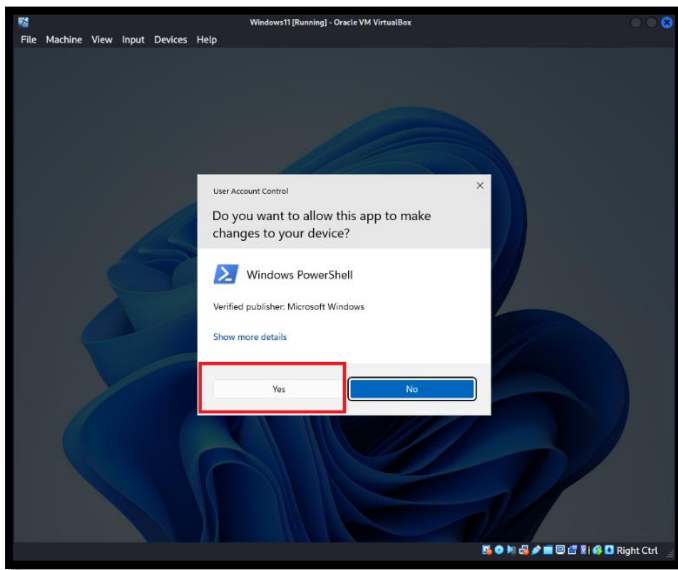 Windows11 [Running] - Oracle VM VirtualBox
File Machine View Input Devices Help
User Account Control
Do you want to allow this app to make
changes to your device?
Windows PowerShell
Verified publisher: Microsoft Windows
Show more details
Yes No
Right Ctrl